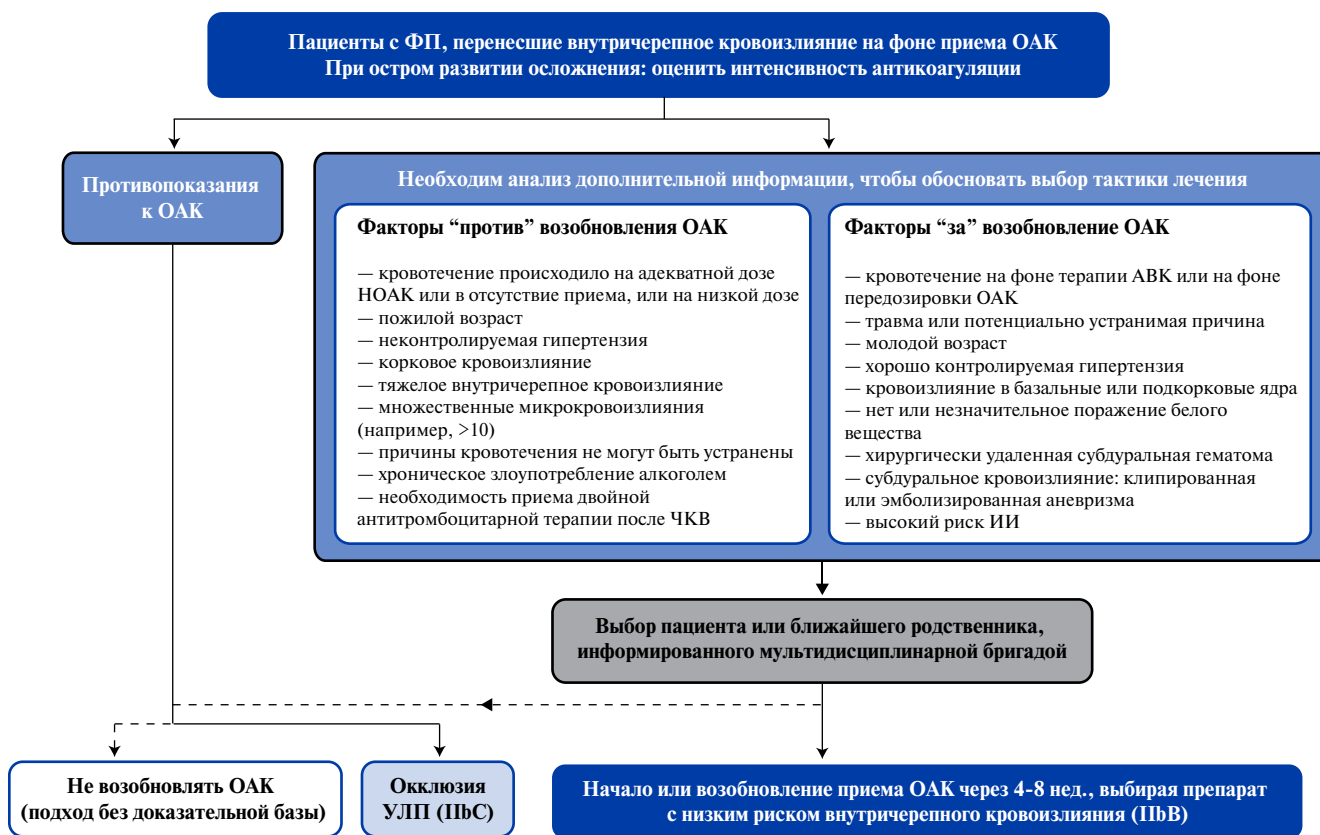 Пациенты с ФП, перенесшие внутричерепное кровоизлияние на фоне приема ОАК
При остром развитии осложнения: оценить интенсивность антикоагуляции
Противопоказания
к ОАК
Необходим анализ дополнительной информации, чтобы обосновать выбор тактики лечения
Факторы “против” возобновления ОАК
— кровотечение происходило на адекватной дозе
НОАК или в отсутствие приема, или на низкой дозе
— пожилой возраст
— неконтролируемая гипертензия
— корковое кровоизлияние
— тяжелое внутричерепное кровоизлияние
— множественные микрокровоизлияния
(например, >10)
— причины кровотечения не могут быть устранены
— хроническое злоупотребление алкоголем
— необходимость приема двойной
антитромбоцитарной терапии после ЧКВ
Факторы “за” возобновление ОАК
— кровотечение на фоне терапии АВК или на фоне
передозировки ОАК
— травма или потенциально устранимая причина
— молодой возраст
— хорошо контролируемая гипертензия
— кровоизлияние в базальные или подкорковые ядра
— нет или незначительное поражение белого
вещества
— хирургически удаленная субдуральная гематома
— субдуральное кровоизлияние: клипированная
или эмболизированная аневризма
— высокий риск ИИ
Выбор пациента или ближайшего родственника,
информированного мультидисциплинарной бригадой
Не возобновлять ОАК
(подход без доказательной базы)
Окклюзия
УЛП (IIbC)
Начало или возобновление приема ОАК через 4-8 нед., выбирая препарат
с низким риском внутричерепного кровоизлияния (IIbB)